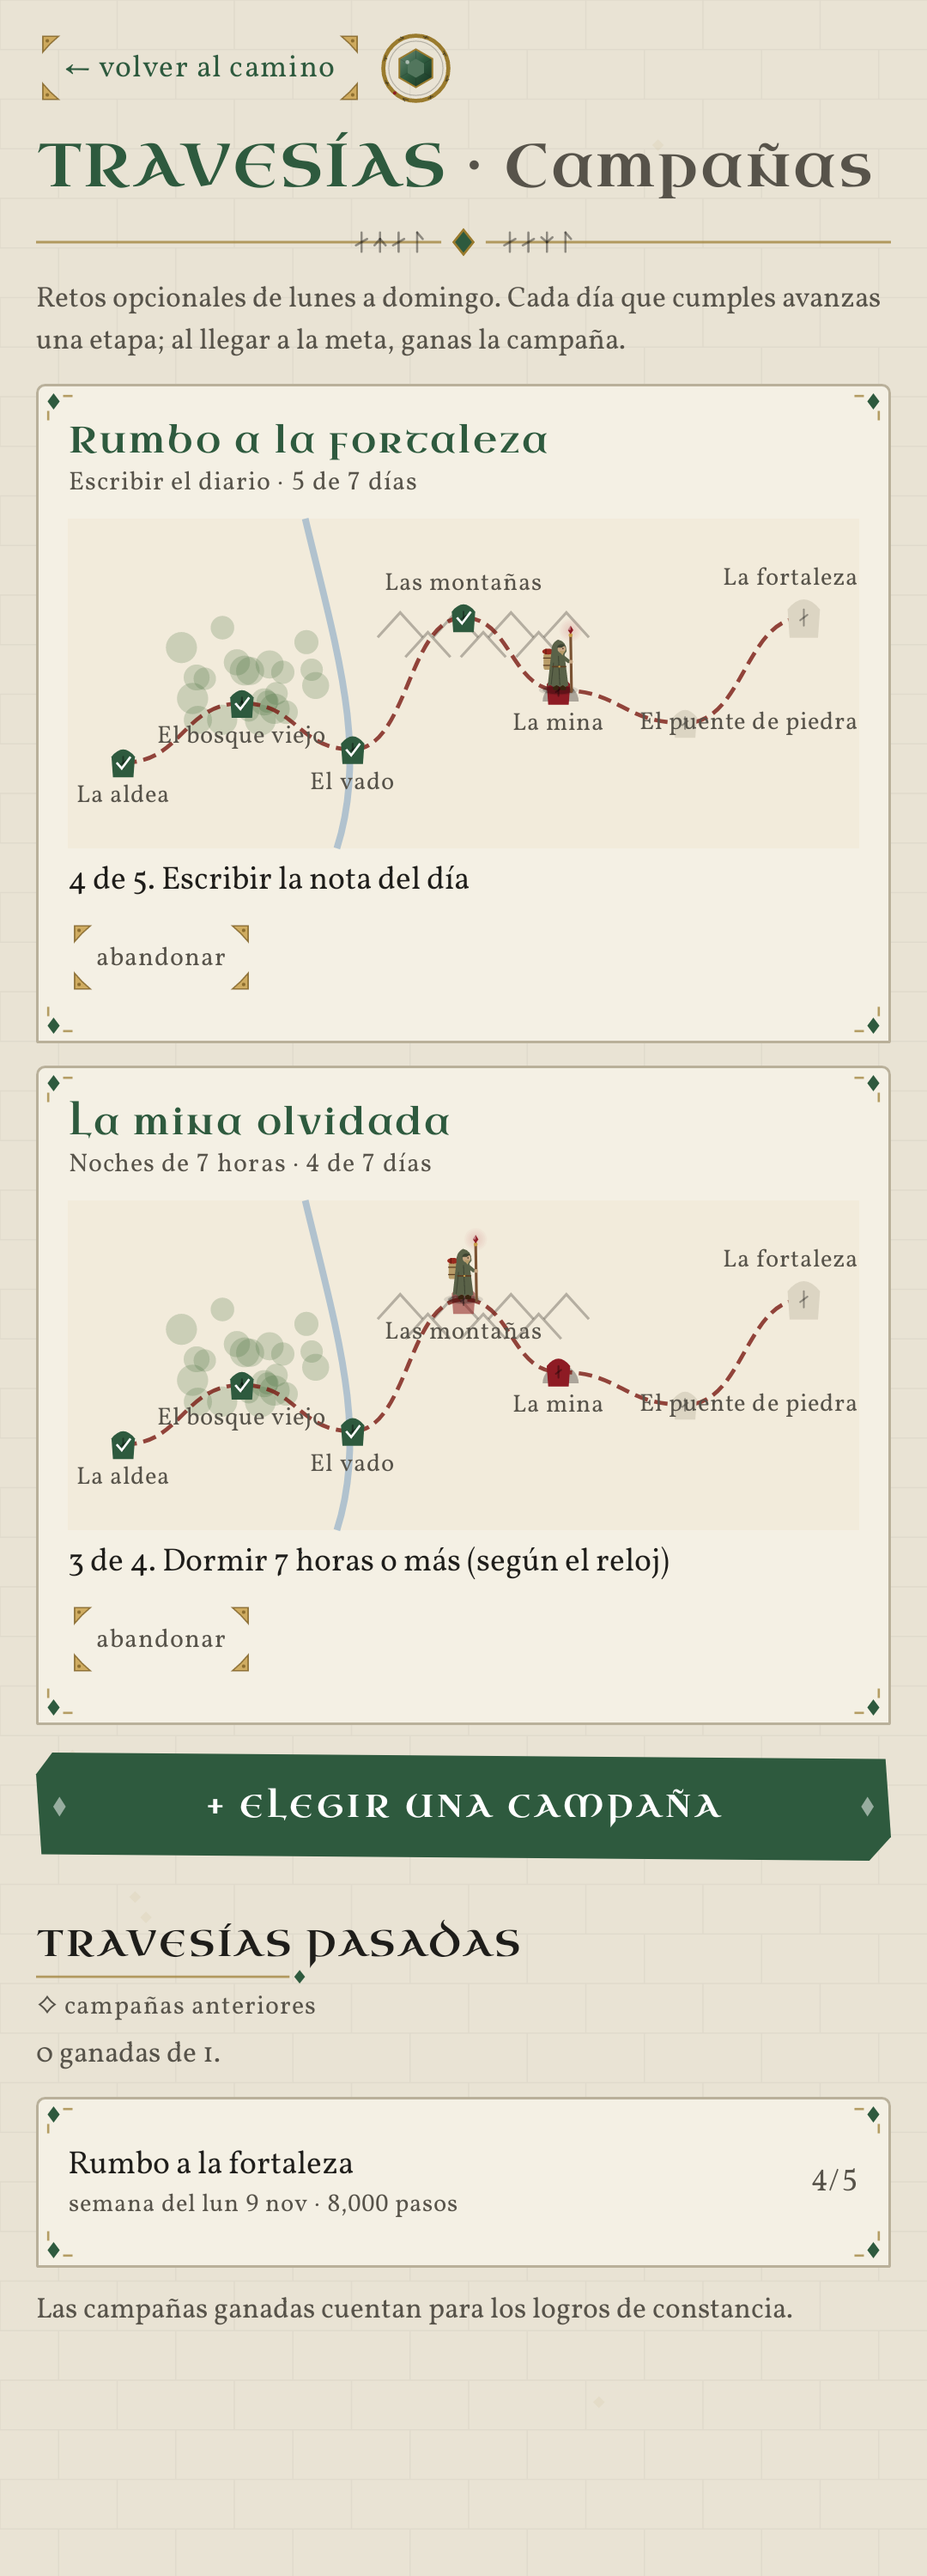 ← volver al camino
TRAVESÍAS · Campañas
Retos opcionales de lunes a domingo. Cada día que cumples avanzas
una etapa; al llegar a la meta, ganas la campaña.
Rumbo a la fortaleza
Escribir el diario · 5 de 7 días
La fortaleza
Las montañas
La mina
El puente de piedra
El bosque viejo
El vado
La aldea
4 de 5. Escribir la nota del día
abandonar
La mina olvidada
Noches de 7 horas · 4 de 7 días
La fortaleza
Las montañas
La mina
El puente de piedra
El bosque viejo
El vado
La aldea
3 de 4. Dormir 7 horas o más (según el reloj)
abandonar
+ ELEGIR UNA CAMPAÑA
TRAVESÍAS PASADAS
campañas anteriores
0 ganadas de 1.
Rumbo a la fortaleza
4/5
semana del lun 9 nov · 8,000 pasos
Las campañas ganadas cuentan para los logros de constancia.